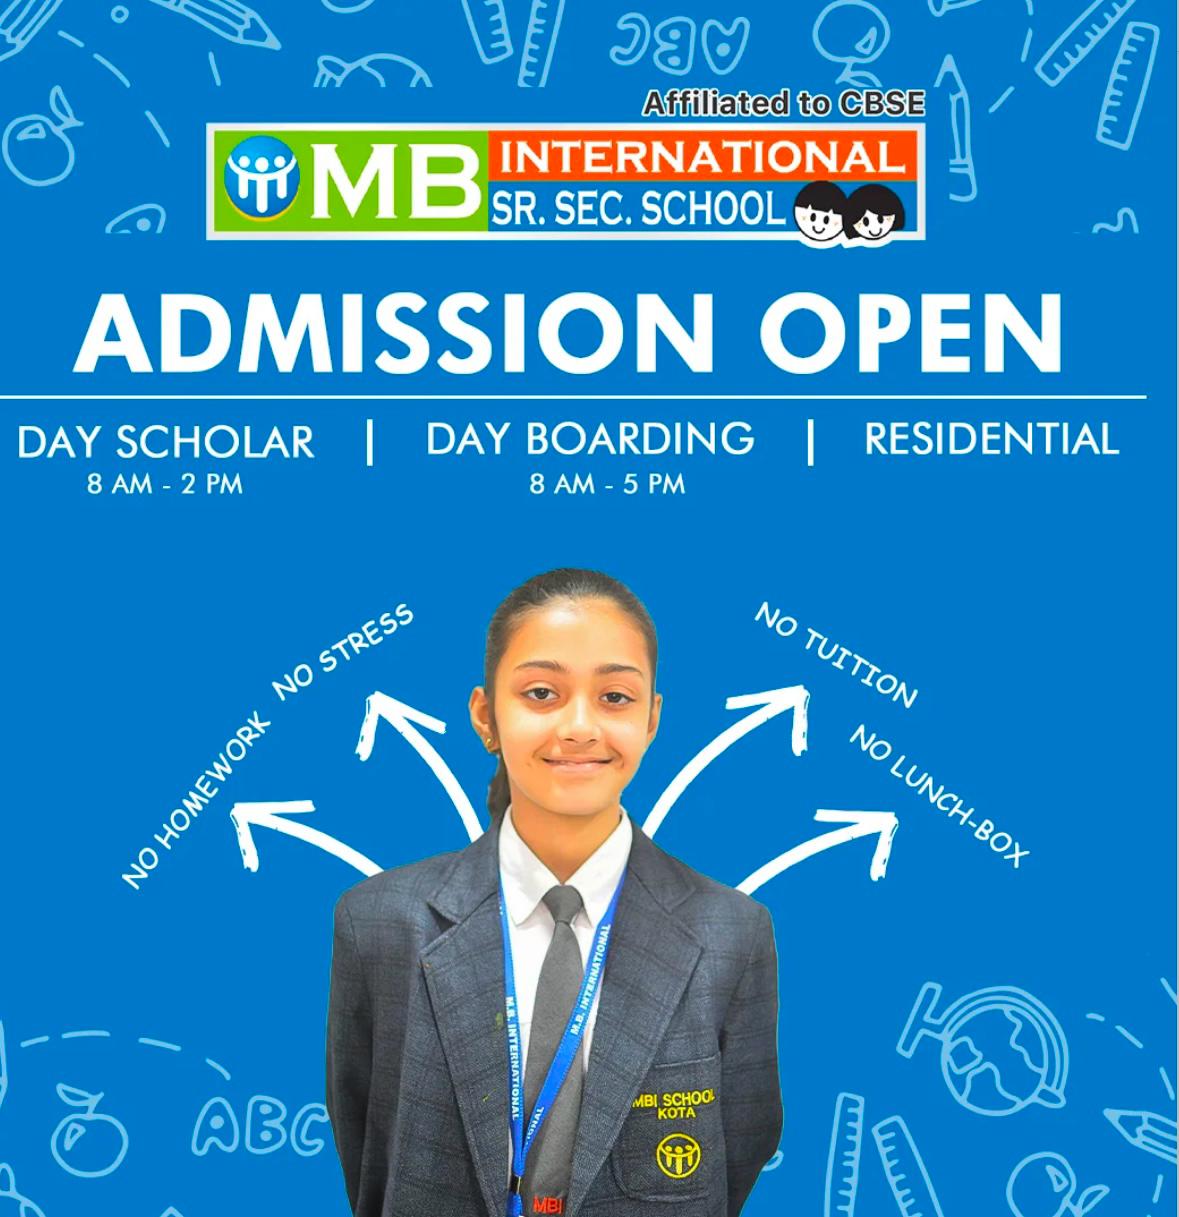 ABC
Affiliated to CBSE
MB
INTERNATIONAL
SR. SEC. SCHOOL
ADMISSION OPEN
DAY SCHOLAR | DAY BOARDING | RESIDENTIAL
8 AM - 2 PM
8 AM - 5 PM
NO STRESS
NO TUITION
NO HOMEWORK
NO LUNCH-BOX
M.B. INTERNATIONAL
M.B. INTERNATIONAL
MBI SCHOOL
KOTA
ABC
MBI